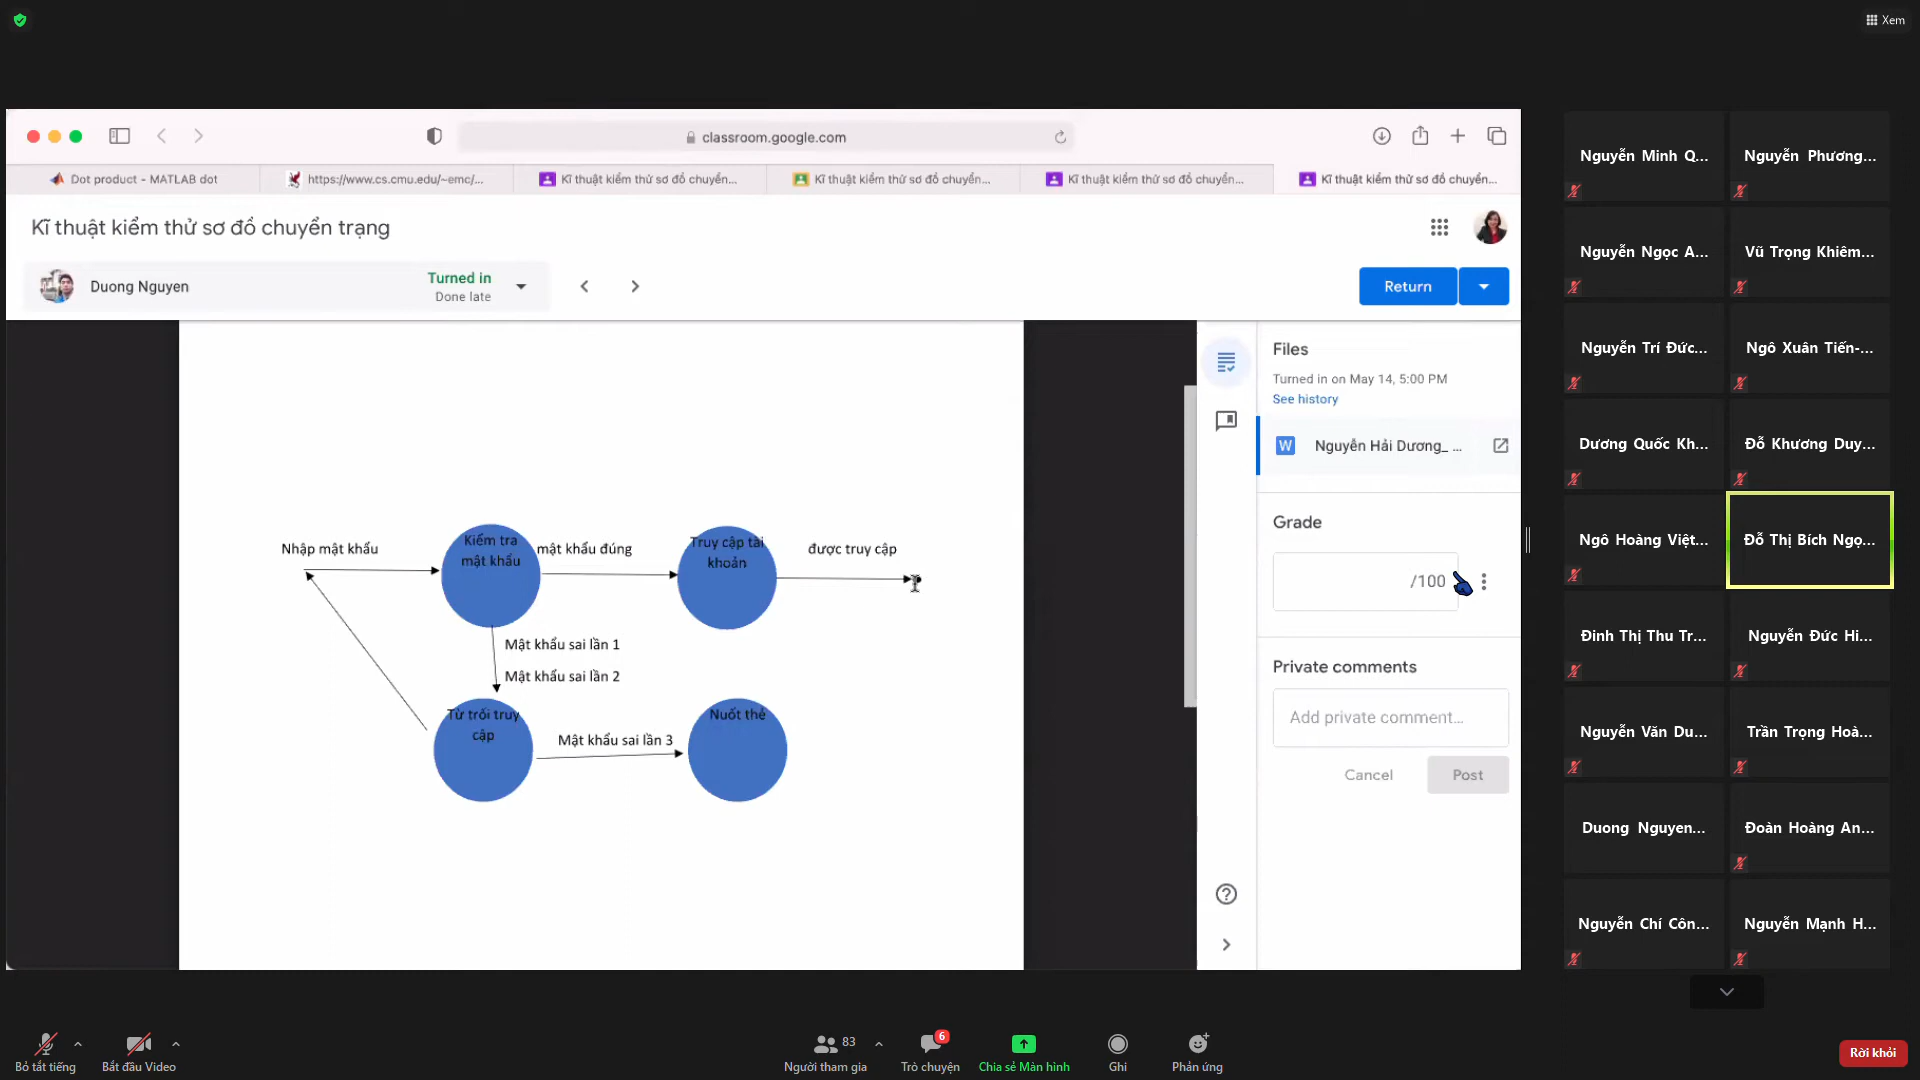 Xem
classroom.google.com
Dot product - MATLAB dot
https://www.cs.cmu.edu/~emc/...
Kĩ thuật kiểm thử sơ đồ chuyển...
Kĩ thuật kiểm thử sơ đồ chuyển...
Kĩ thuật kiểm thử sơ đồ chuyển...
Kĩ thuật kiểm thử sơ đồ chuyển...
Kĩ thuật kiểm thử sơ đồ chuyển trạng
Duong Nguyen
Turned in
Done late
Return
Nhập mật khẩu
Kiểm tra
mật khẩu
mật khẩu đúng
Truy cập tài
khoản
được truy cập
Mật khẩu sai lần 1
Mật khẩu sai lần 2
Từ trối truy
cập
Mật khẩu sai lần 3
Nuốt thẻ
Files
Turned in on May 14, 5:00 PM
See history
W
Nguyễn Hải Dương_ ...
Grade
/100
Private comments
Add private comment...
Cancel
Post
Nguyễn Minh Q...
Nguyễn Phương...
Nguyễn Ngọc A...
Vũ Trọng Khiêm...
Nguyễn Trí Đức...
Ngô Xuân Tiến-...
Dương Quốc Kh...
Đỗ Khương Duy...
Ngô Hoàng Việt...
Đỗ Thị Bích Ngọ...
Đinh Thị Thu Tr...
Nguyễn Đức Hi...
Nguyễn Văn Du...
Trần Trọng Hoà...
Duong Nguyen...
Đoàn Hoàng An...
Nguyễn Chí Côn...
Nguyễn Mạnh H...
Bỏ tắt tiếng
Bắt đầu Video
83
Người tham gia
6
Trò chuyện
Chia sẻ Màn hình
Ghi
Phản ứng
Rời khỏi